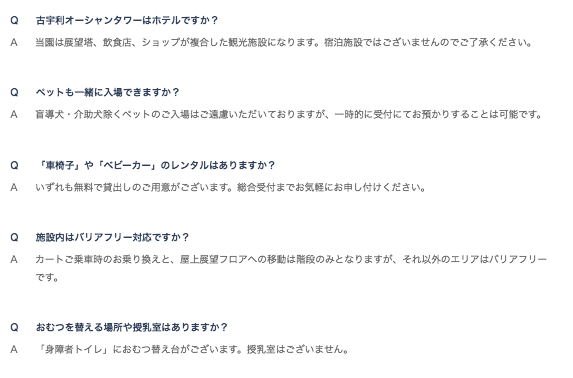 Q 古宇利オーシャンタワーはホテルですか？
A 当園は展望塔、飲食店、ショップが複合した観光施設になります。宿泊施設ではございませんのでご了承ください。
Q ペットも一緒に入場できますか？
A 盲導犬・介助犬除くペットのご入場はご遠慮いただいておりますが、一時的に受付にてお預かりすることは可能です。
Q 「車椅子」や「ベビーカー」のレンタルはありますか？
A いずれも無料で貸出しのご用意がございます。総合受付までお気軽にお申し付けください。
Q 施設内はバリアフリー対応ですか？
A カートご乗車時のお乗り換えと、屋上展望フロアへの移動は階段のみとなりますが、それ以外のエリアはバリアフリー
です。
Q おむつを替える場所や授乳室はありますか？
A 「身障者トイレ」におむつ替え台がございます。授乳室はございません。